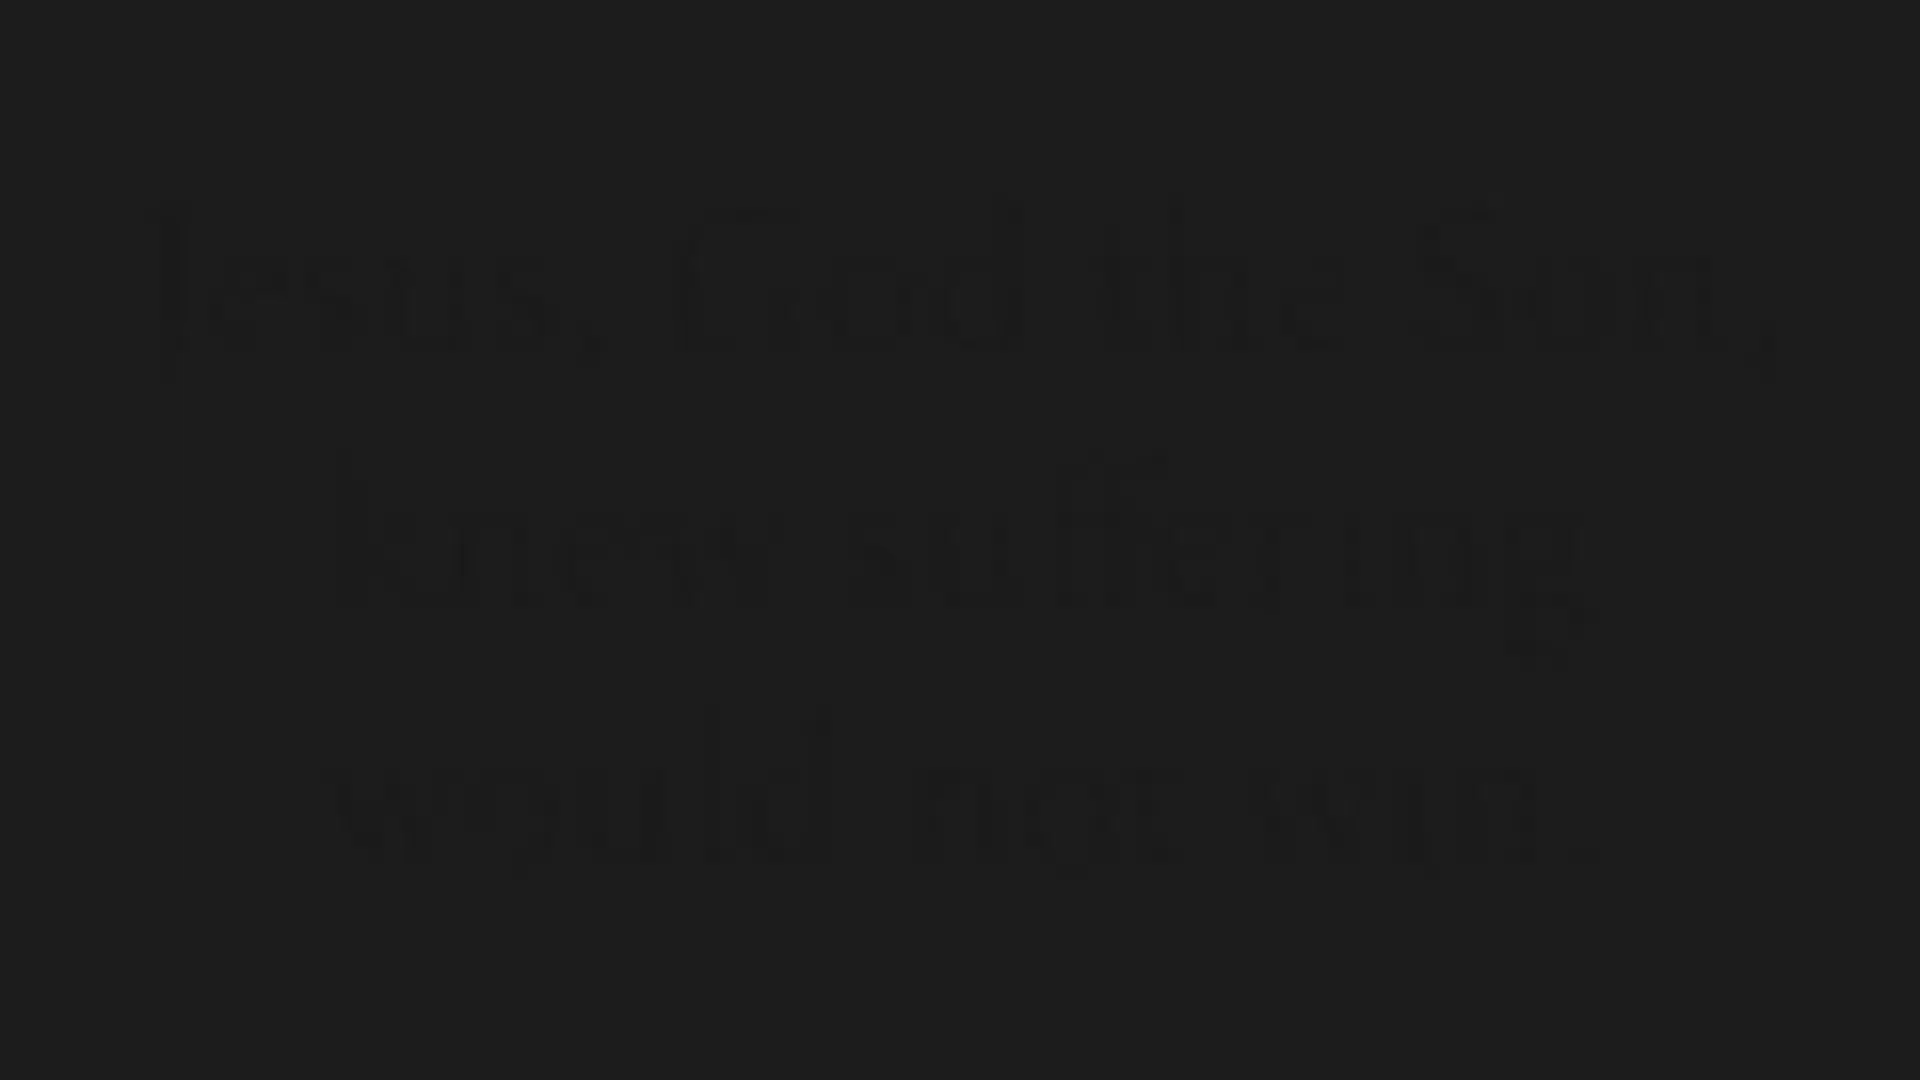 Jesus, God the Son,
knew suffering
would not win.